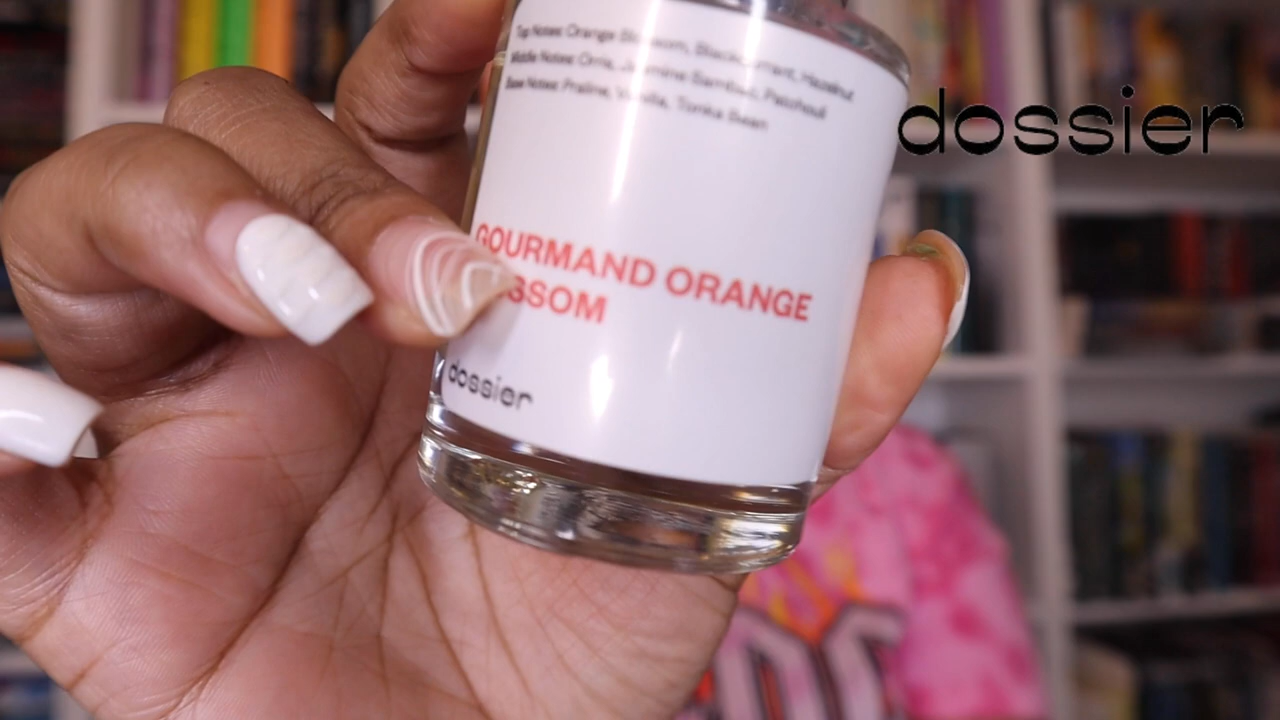 Top Notes: Orange Blossom, Blackcurrant, Hazelnut
Middle Notes: Orris, Jasmine Sambac, Patchouli
Base Notes: Praline, Vanilla, Tonka Bean
dossier
GOURMAND ORANGE
SSOM
dossier